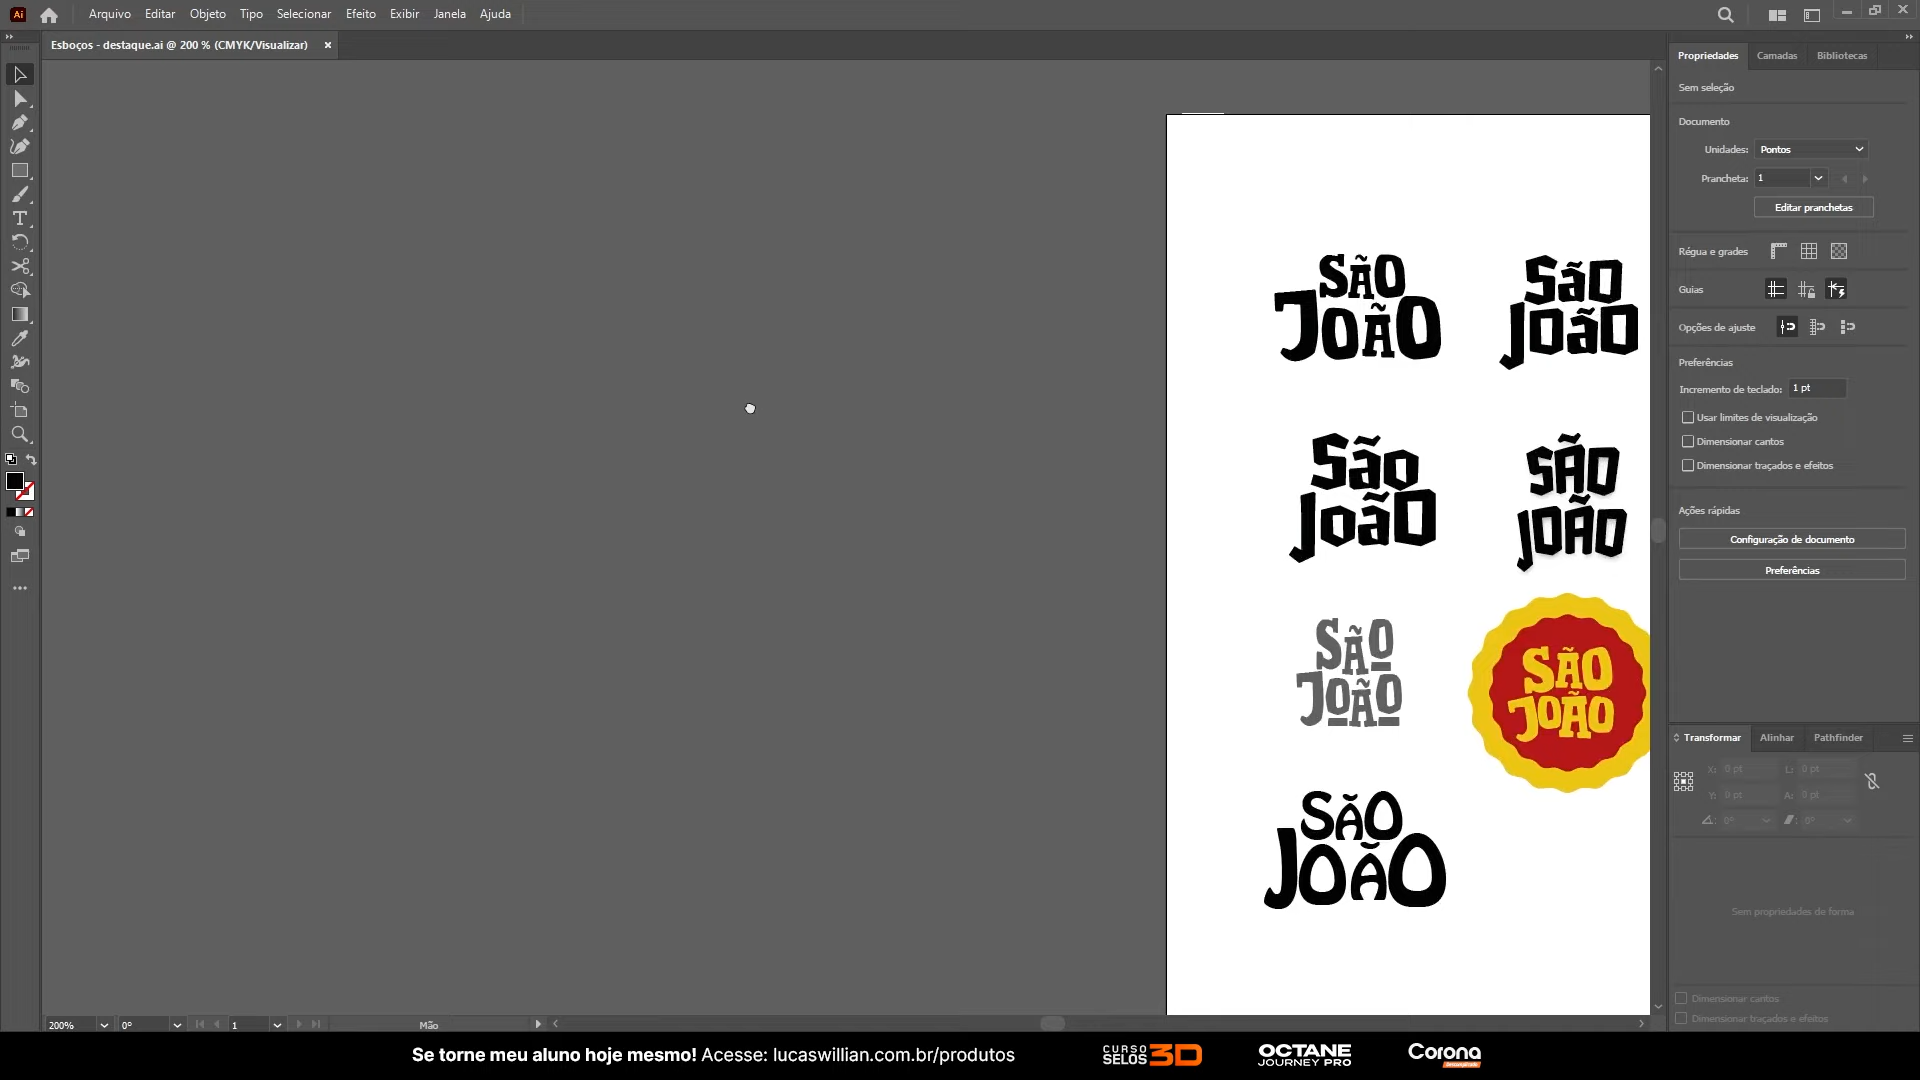 Ai
Arquivo Editar Objeto Tipo Selecionar Efeito Exibir Janela Ajuda
Esboços - destaque.ai @ 200 % (CMYK/Visualizar) ×
Propriedades Camadas Bibliotecas
Sem seleção
Documento
Unidades: Pontos
Prancheta: 1
Editar pranchetas
Régua e grades
Guias
Opções de ajuste
Preferências
Incremento de teclado: 1 pt
Usar limites de visualização
Dimensionar cantos
Dimensionar traçados e efeitos
Ações rápidas
Configuração de documento
Preferências
SÃO
JOÃO
São
João
São
João
SÃO
JOÃO
SÃO
JOÃO
SÃO
JOÃO
SÃO
JOÃO
Transformar Alinhar Pathfinder
X: 0 pt L: 0 pt
Y: 0 pt A: 0 pt
0° 0°
Sem propriedades de forma
Dimensionar cantos
Dimensionar traçados e efeitos
200% 0° 1 Mão
Se torne meu aluno hoje mesmo! Acesse: lucaswillian.com.br/produtos
CURSO
SELOS 3D
OCTANE
JOURNEY PRO
Corona
Descomplicado